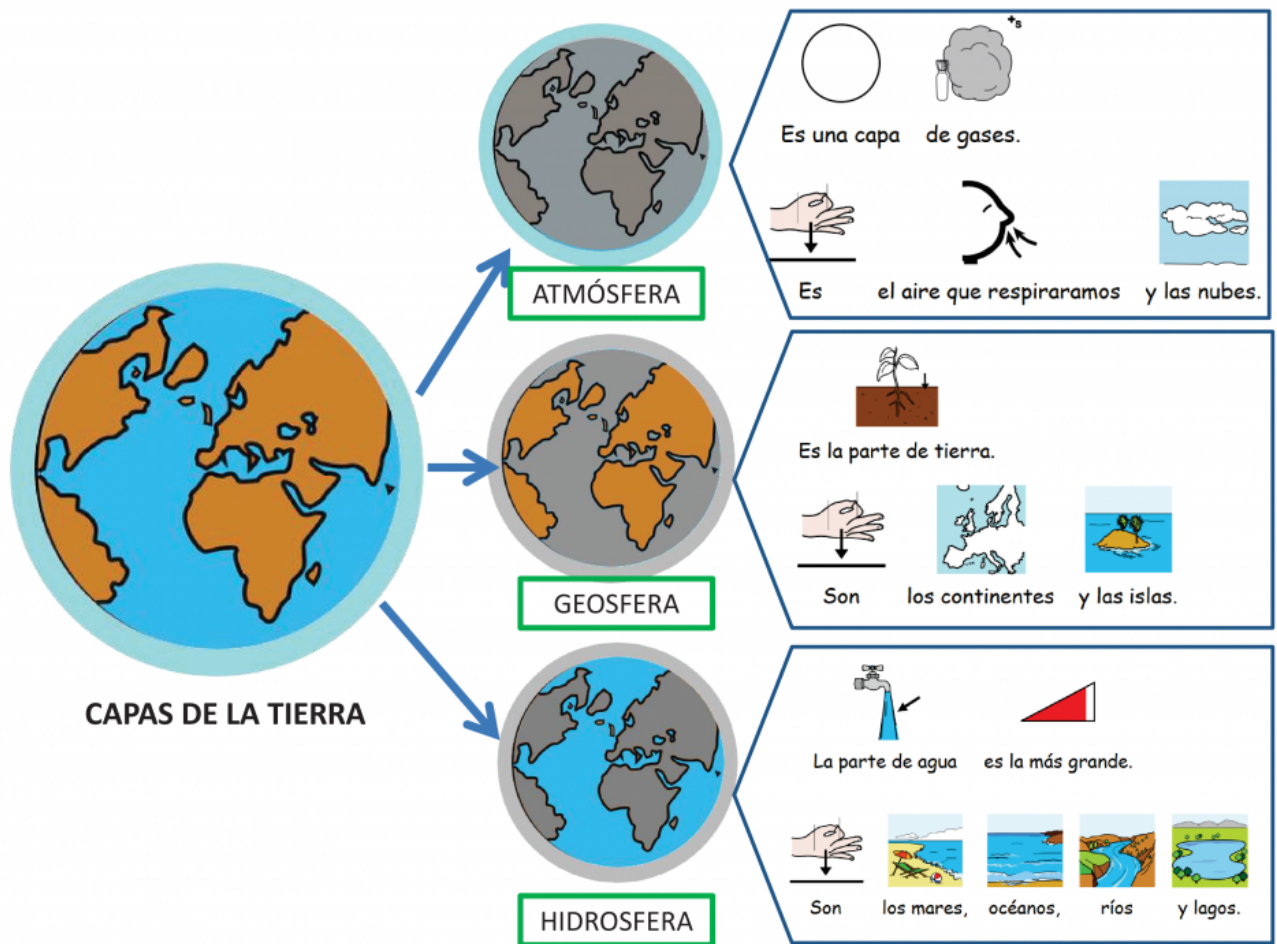 CAPAS DE LA TIERRA
ATMÓSFERA
+s
Es una capa de gases.
Es el aire que respiraramos y las nubes.
GEOSFERA
Es la parte de tierra.
Son los continentes y las islas.
HIDROSFERA
La parte de agua es la más grande.
Son los mares, océanos, ríos y lagos.